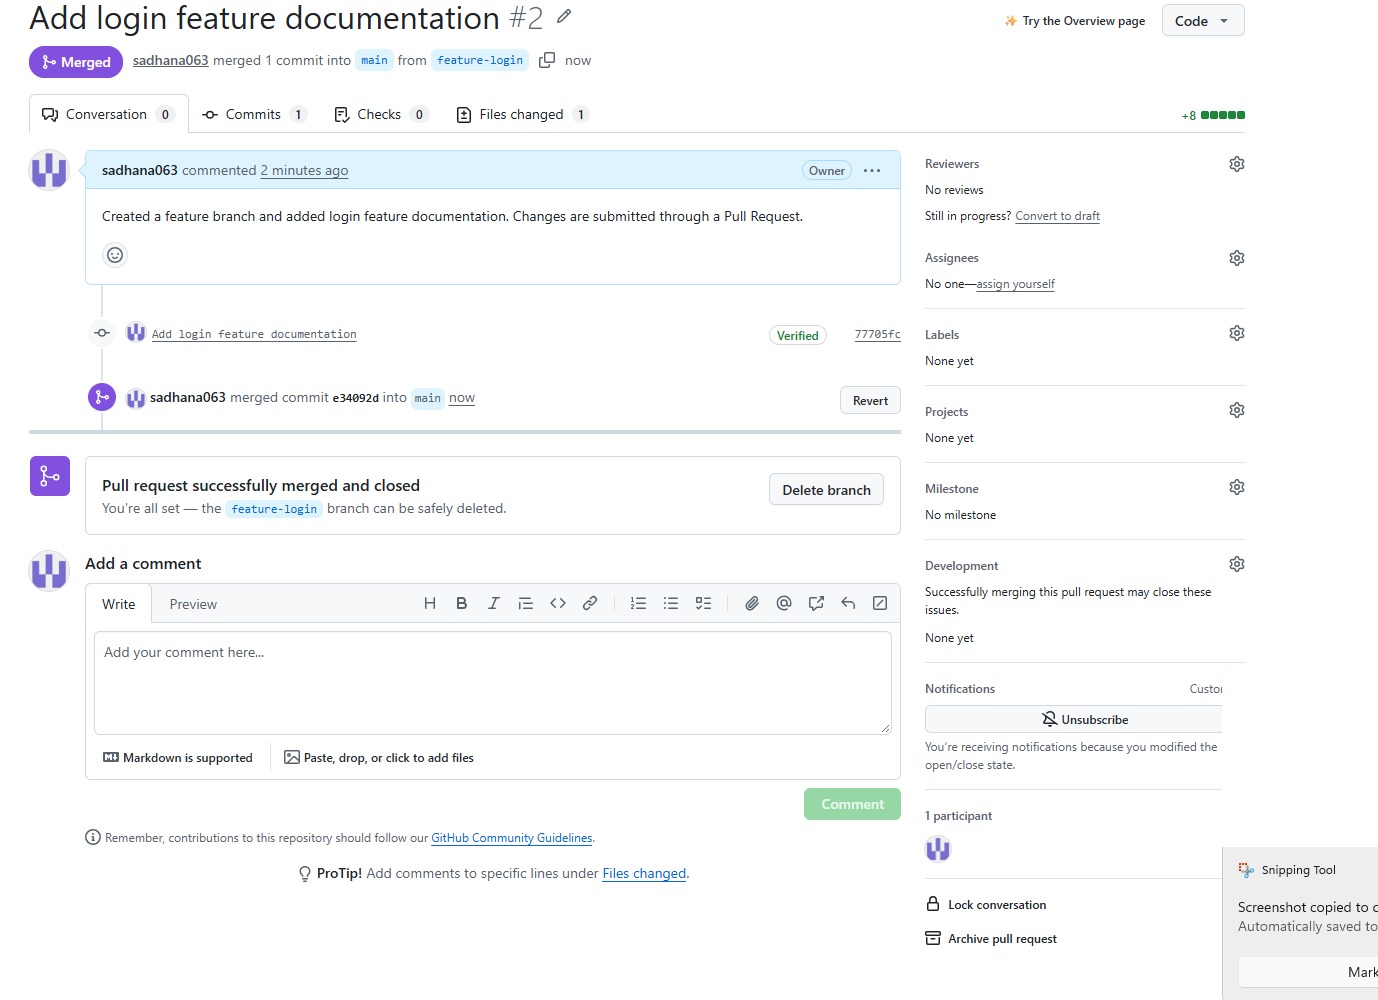 Add login feature documentation #2
Try the Overview page
Code
Merged
sadhana063 merged 1 commit into main from feature-login now
Conversation 0
Commits 1
Checks 0
Files changed 1
+8
sadhana063 commented 2 minutes ago
Owner
Created a feature branch and added login feature documentation. Changes are submitted through a Pull Request.
Add login feature documentation
Verified
77705fc
sadhana063 merged commit e34092d into main now
Revert
Pull request successfully merged and closed
You're all set — the feature-login branch can be safely deleted.
Delete branch
Add a comment
Write
Preview
Add your comment here...
Markdown is supported
Paste, drop, or click to add files
Comment
Remember, contributions to this repository should follow our GitHub Community Guidelines.
ProTip! Add comments to specific lines under Files changed.
Reviewers
No reviews
Still in progress? Convert to draft
Assignees
No one—assign yourself
Labels
None yet
Projects
None yet
Milestone
No milestone
Development
Successfully merging this pull request may close these
issues.
None yet
Notifications
Custor
Unsubscribe
You're receiving notifications because you modified the
open/close state.
1 participant
Lock conversation
Archive pull request
Snipping Tool
Screenshot copied to c
Automatically saved to
Mark